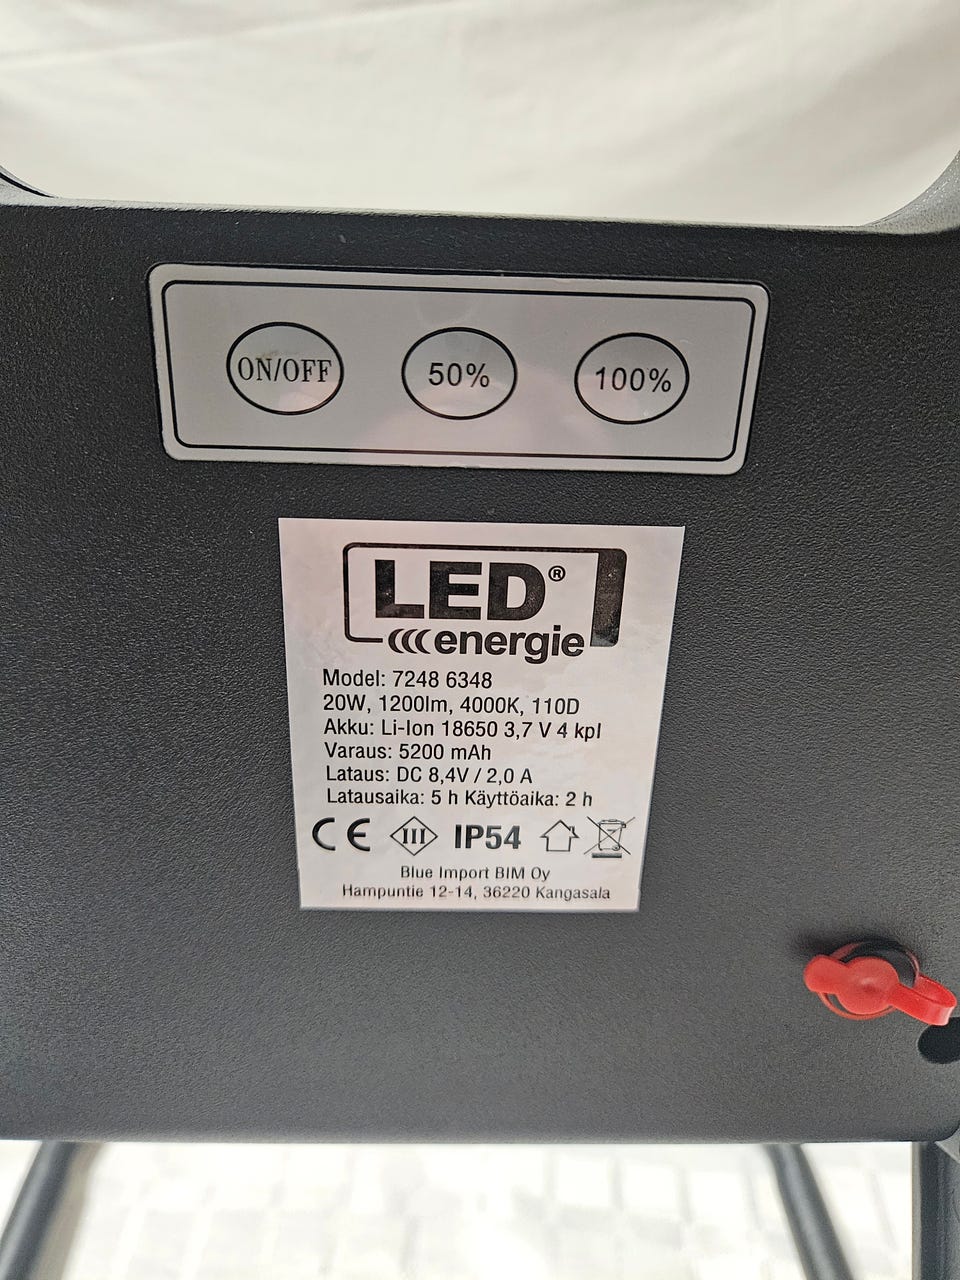 ON/OFF 50% 100%
LED®
energie
Model: 7248 6348
20W, 1200lm, 4000K, 110D
Akku: Li-Ion 18650 3,7 V 4 kpl
Varaus: 5200 mAh
Lataus: DC 8,4V / 2,0 A
Latausaika: 5 h Käyttöaika: 2 h
CE III IP54
Blue Import BIM Oy
Hampuntie 12-14, 36220 Kangasala